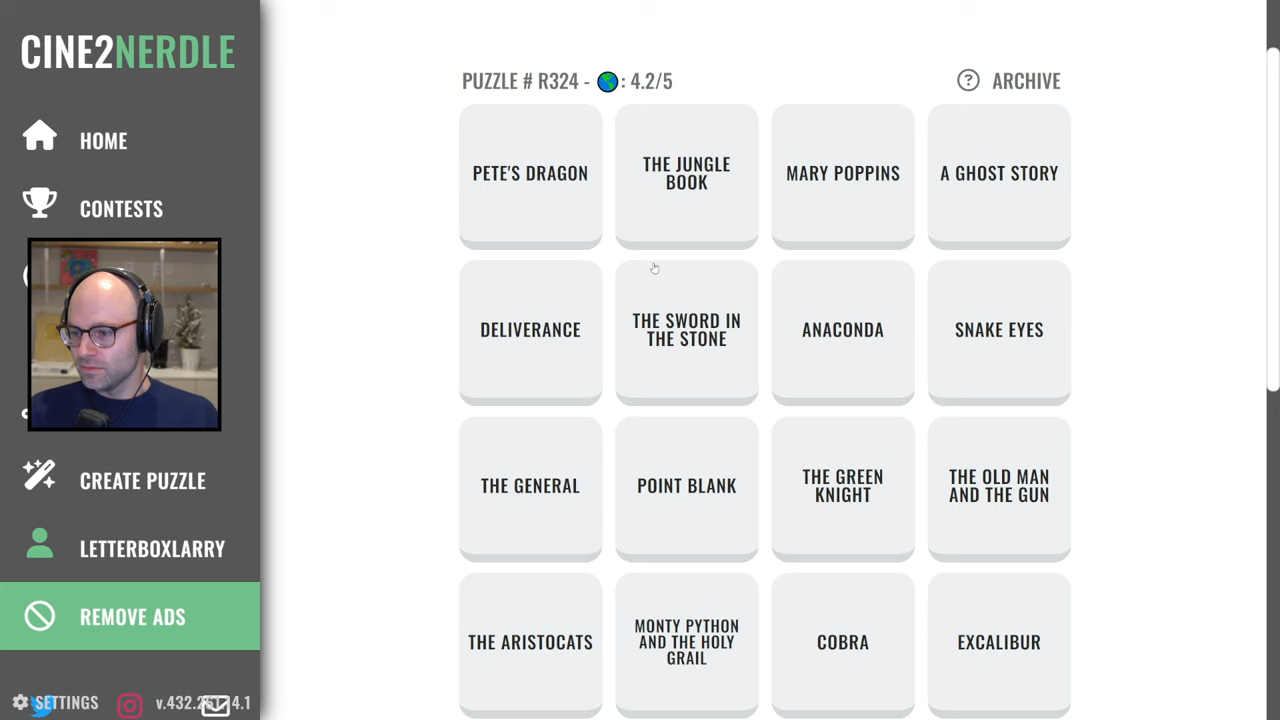 CINE2NERDLE
HOME
CONTESTS
CREATE PUZZLE
LETTERBOXLARRY
REMOVE ADS
SETTINGS
PUZZLE # R324 - : 4.2/5
? ARCHIVE
PETE'S DRAGON
THE JUNGLE
BOOK
MARY POPPINS
A GHOST STORY
DELIVERANCE
THE SWORD IN
THE STONE
ANACONDA
SNAKE EYES
THE GENERAL
POINT BLANK
THE GREEN
KNIGHT
THE OLD MAN
AND THE GUN
THE ARISTOCATS
MONTY PYTHON
AND THE HOLY
GRAIL
COBRA
EXCALIBUR